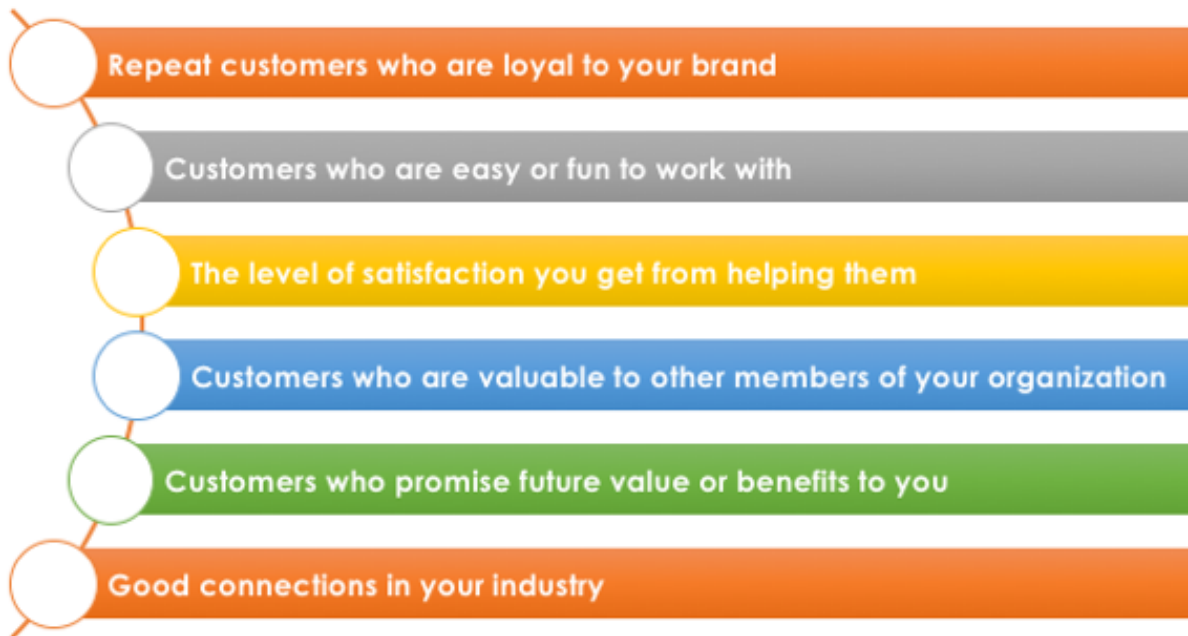 Repeat customers who are loyal to your brand
Customers who are easy or fun to work with
The level of satisfaction you get from helping them
Customers who are valuable to other members of your organization
Customers who promise future value or benefits to you
Good connections in your industry